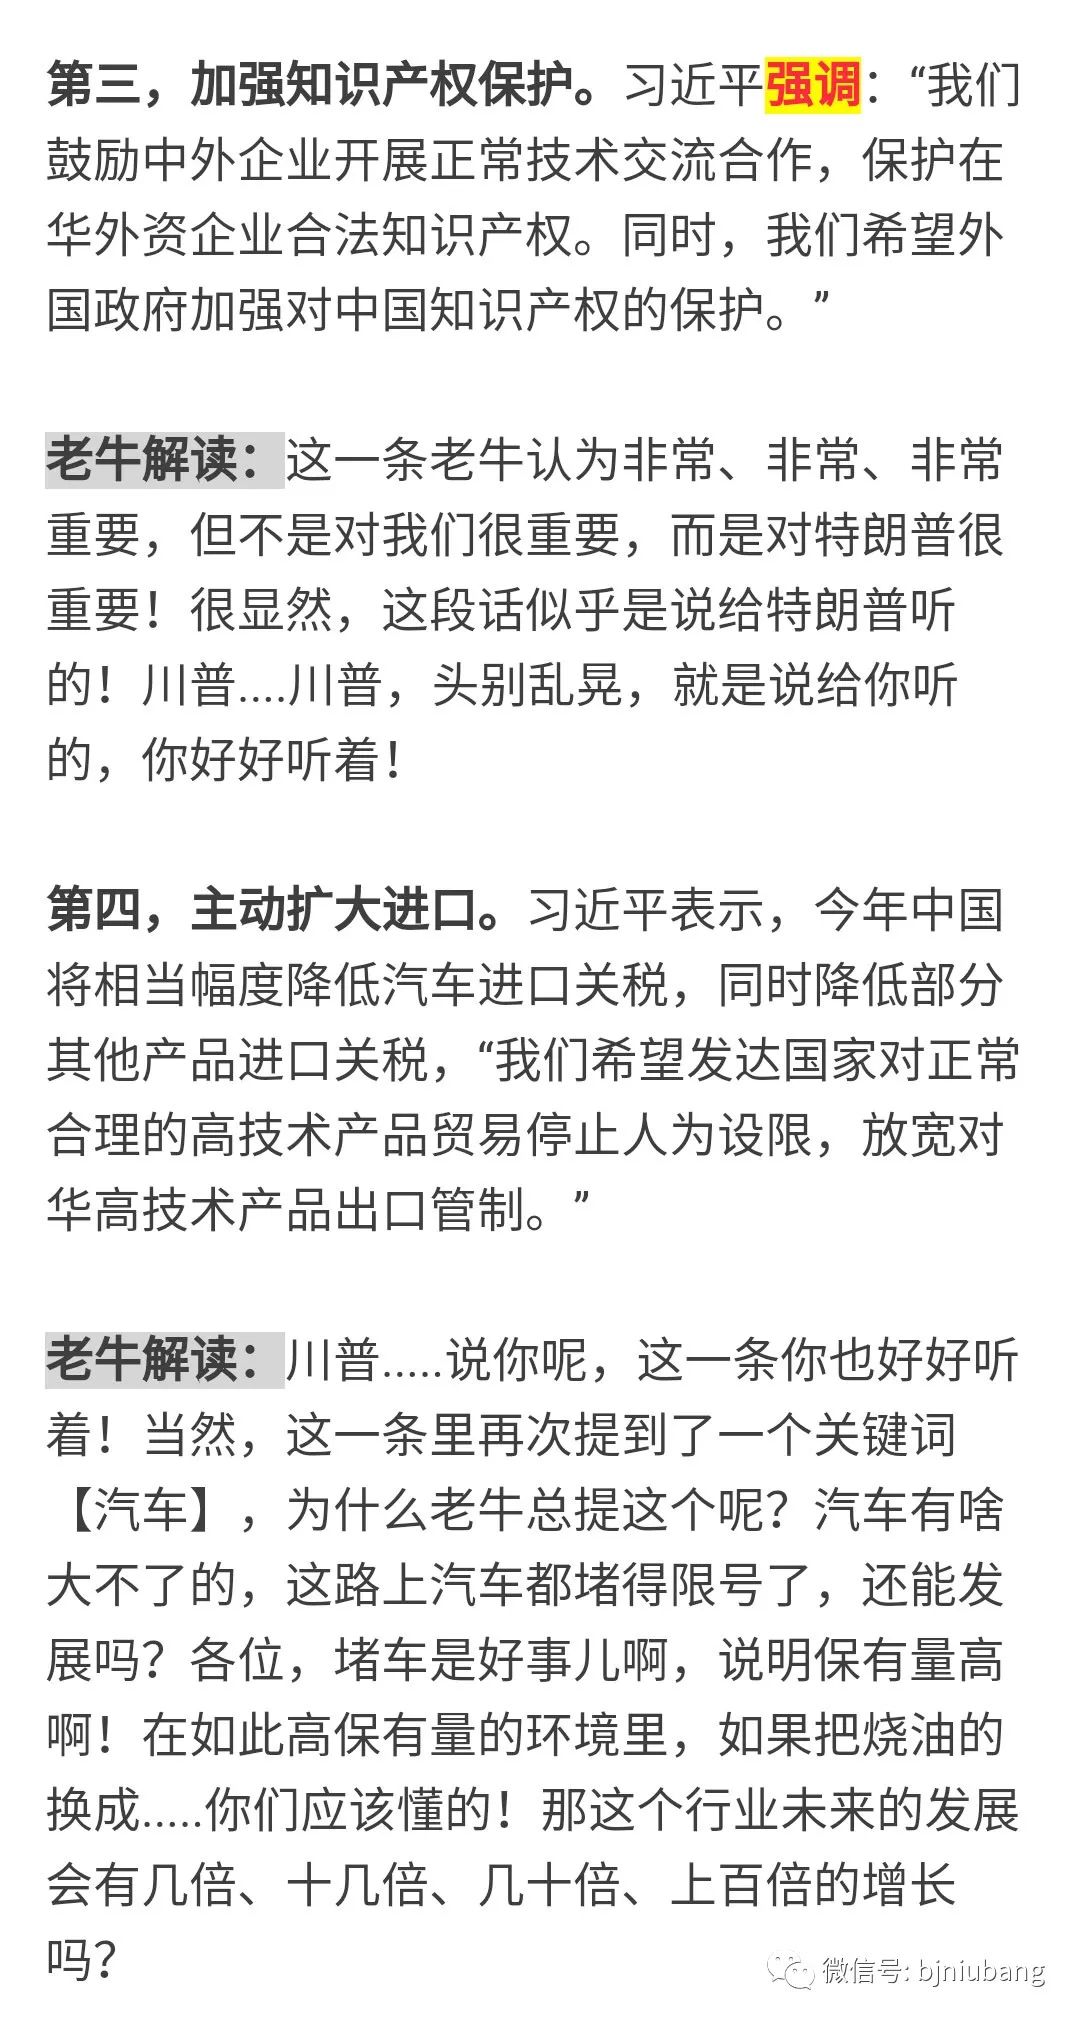 第三，加强知识产权保护。习近平强调：“我们
鼓励中外企业开展正常技术交流合作，保护在
华外资企业合法知识产权。同时，我们希望外
国政府加强对中国知识产权的保护。”
老牛解读：这一条老牛认为非常、非常、非常
重要，但不是对我们很重要，而是对特朗普很
重要！很显然，这段话似乎是说给特朗普听
的！川普....川普，头别乱晃，就是说给你听
的，你好好听着！
第四，主动扩大进口。习近平表示，今年中国
将相当幅度降低汽车进口关税，同时降低部分
其他产品进口关税，“我们希望发达国家对正常
合理的高技术产品贸易停止人为设限，放宽对
华高技术产品出口管制。”
老牛解读：川普.....说你呢，这一条你也好好听
着！当然，这一条里再次提到了一个关键词
【汽车】，为什么老牛总提这个呢？汽车有啥
大不了的，这路上汽车都堵得限号了，还能发
展吗？各位，堵车是好事儿啊，说明保有量高
啊！在如此高保有量的环境里，如果把烧油的
换成.....你们应该懂的！那这个行业未来的发展
会有几倍、十几倍、几十倍、上百倍的增长
吗？
微信号: bjniubang